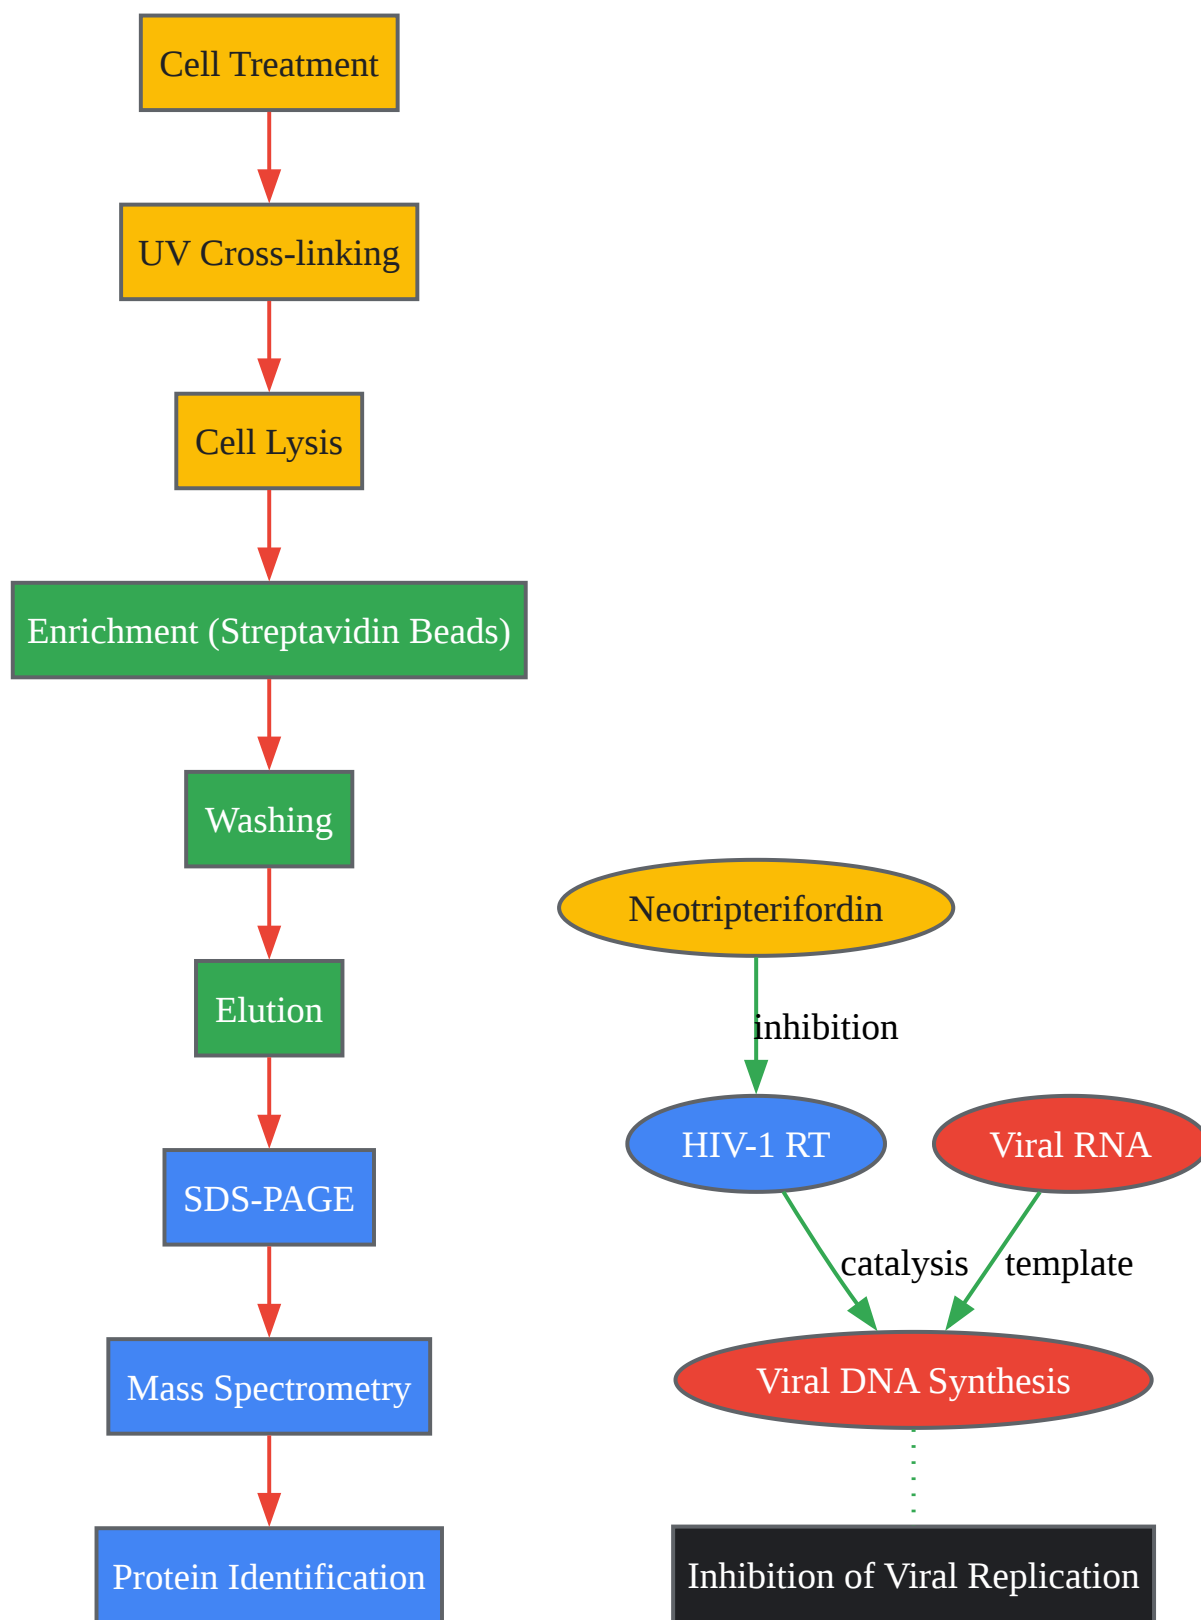 Cell Treatment
UV Cross-linking
Cell Lysis
Enrichment (Streptavidin Beads)
Washing
Elution
SDS-PAGE
Mass Spectrometry
Protein Identification
Neotripterifordin
inhibition
HIV-1 RT
Viral RNA
catalysis
template
Viral DNA Synthesis
Inhibition of Viral Replication